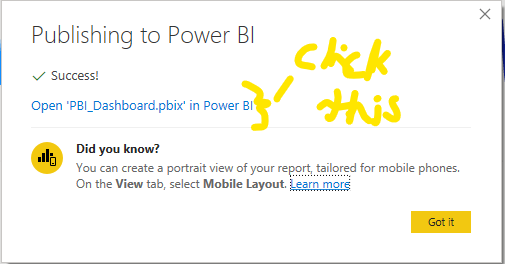 Publishing to Power BI
Success!
Open 'PBI_Dashboard.pbix' in Power BI
click
this
Did you know?
You can create a portrait view of your report, tailored for mobile phones.
On the View tab, select Mobile Layout. Learn more
Got it